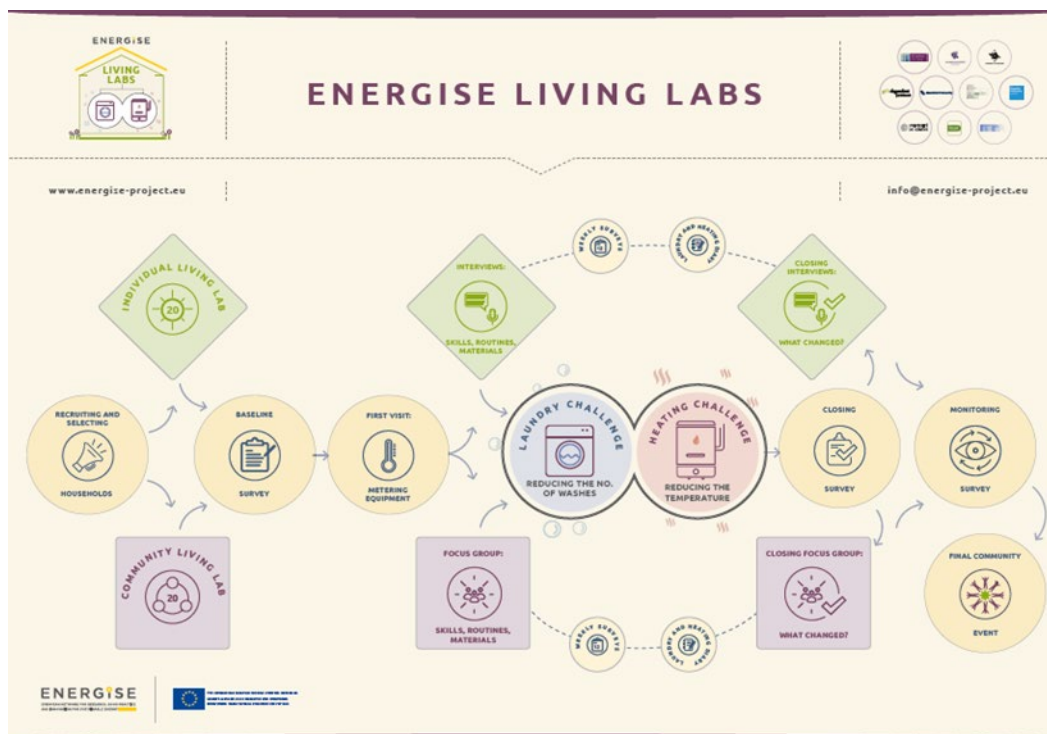 ENERGISE
LIVING
LABS
ENERGISE LIVING LABS
www.energise-project.eu
info@energise-project.eu
WEEKLY SURVEYS
LAUNDRY AND HEATING DIARY
INDIVIDUAL LIVING LAB
20
INTERVIEWS:
SKILLS, ROUTINES,
MATERIALS
CLOSING
INTERVIEWS:
WHAT CHANGED?
RECRUITING AND
SELECTING
HOUSEHOLDS
BASELINE
SURVEY
FIRST VISIT:
METERING
EQUIPMENT
LAUNDRY CHALLENGE
REDUCING THE NO.
OF WASHES
HEATING CHALLENGE
REDUCING THE
TEMPERATURE
CLOSING
SURVEY
MONITORING
SURVEY
COMMUNITY LIVING LAB
20
FOCUS GROUP:
SKILLS, ROUTINES,
MATERIALS
CLOSING FOCUS GROUP:
WHAT CHANGED?
FINAL COMMUNITY
EVENT
WEEKLY SURVEYS
LAUNDRY AND HEATING DIARY
ENERGISE